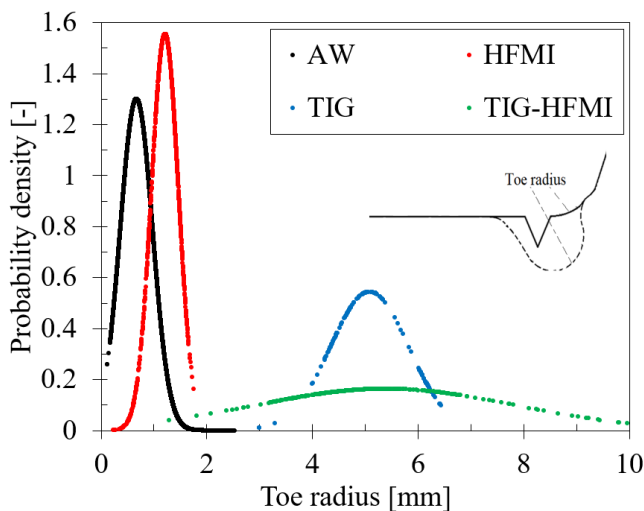 Probability density [-]
1.6
1.4
1.2
1
0.8
0.6
0.4
0.2
0
AW
HFMI
TIG
TIG-HFMI
Toe radius
0 2 4 6 8 10
Toe radius [mm]